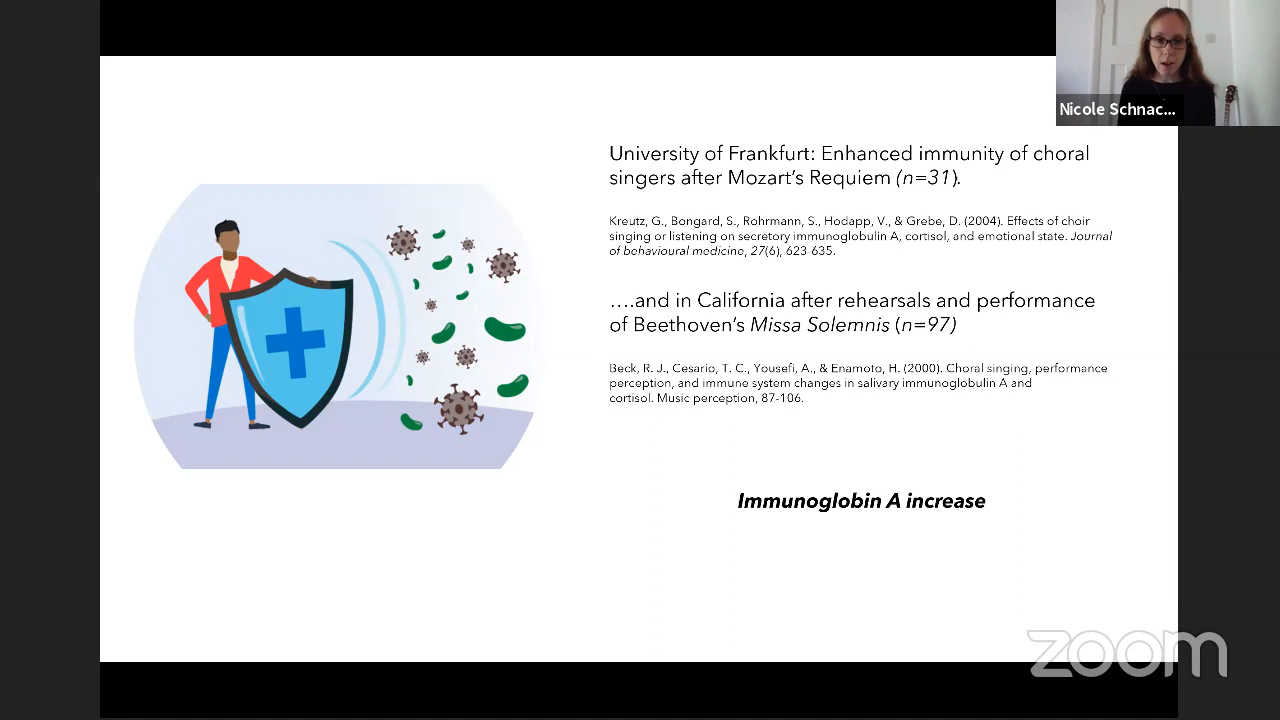 Nicole Schnac...
University of Frankfurt: Enhanced immunity of choral
singers after Mozart's Requiem (n=31).
Kreutz, G., Bongard, S., Rohrmann, S., Hodapp, V., & Grebe, D. (2004). Effects of choir
singing or listening on secretory immunoglobulin A, cortisol, and emotional state. Journal
of behavioural medicine, 27(6), 623-635.
....and in California after rehearsals and performance
of Beethoven's Missa Solemnis (n=97)
Beck, R. J., Cesario, T. C., Yousefi, A., & Enamoto, H. (2000). Choral singing, performance
perception, and immune system changes in salivary immunoglobulin A and
cortisol. Music perception, 87-106.
Immunoglobin A increase
zoom